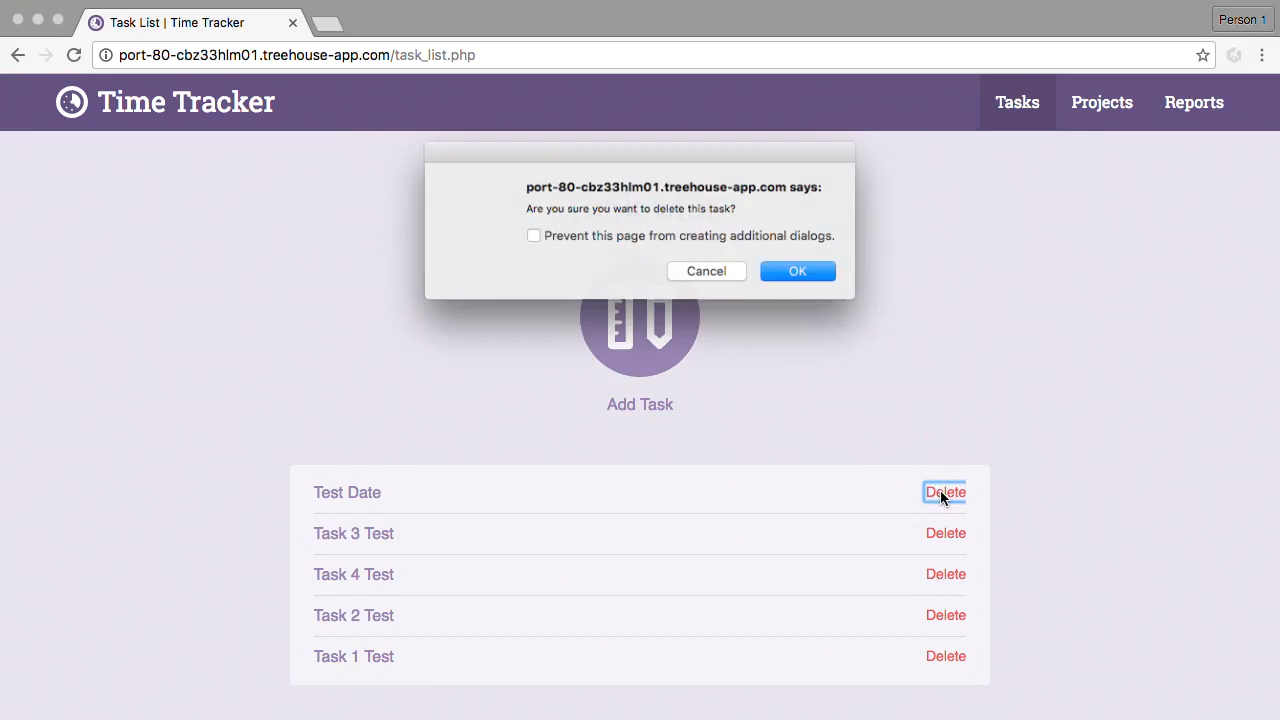 Task List | Time Tracker
Person 1
port-80-cbz33hlm01.treehouse-app.com/task_list.php
Time Tracker
Tasks
Projects
Reports
port-80-cbz33hlm01.treehouse-app.com says:
Are you sure you want to delete this task?
Prevent this page from creating additional dialogs.
Cancel
OK
Add Task
Test Date
Delete
Task 3 Test
Delete
Task 4 Test
Delete
Task 2 Test
Delete
Task 1 Test
Delete